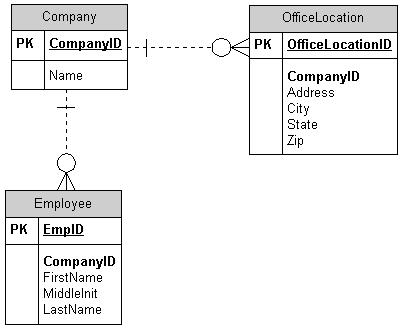 Company
PK CompanyID
Name
OfficeLocation
PK OfficeLocationID
CompanyID
Address
City
State
Zip
Employee
PK EmpID
CompanyID
FirstName
MiddleInit
LastName